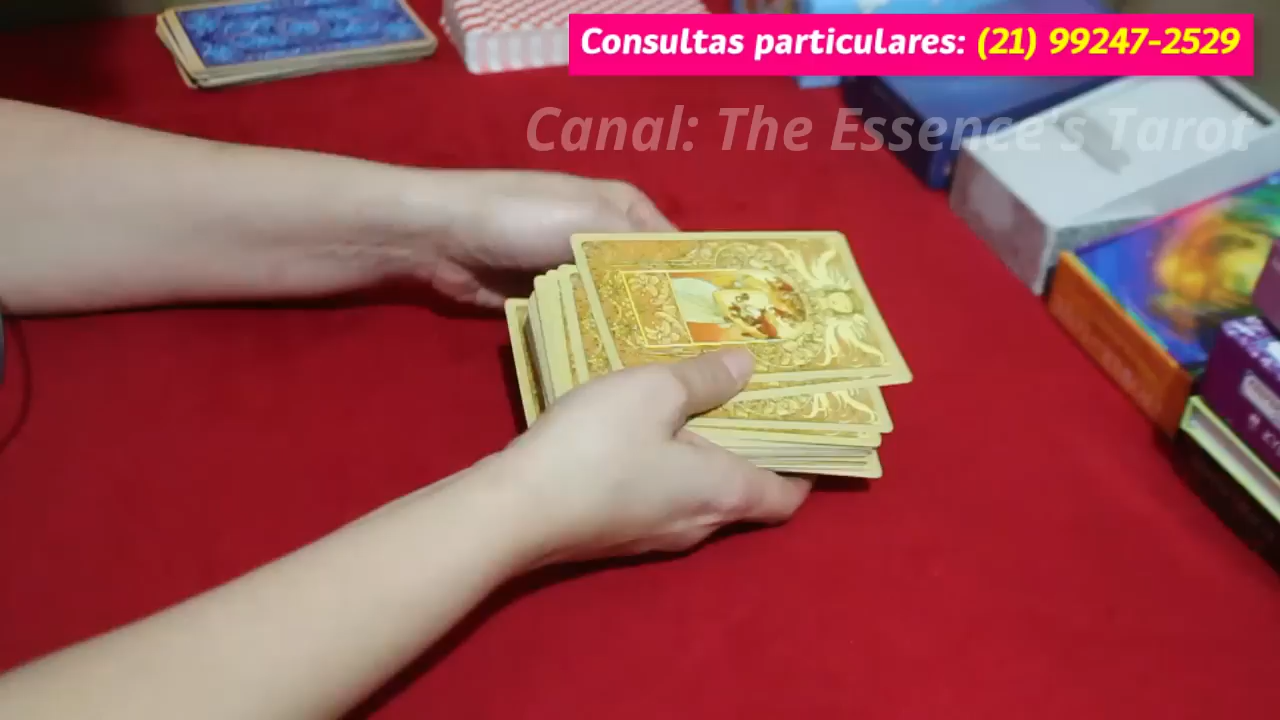 Consultas particulares: (21) 99247-2529
Canal: The Essence's Tarot